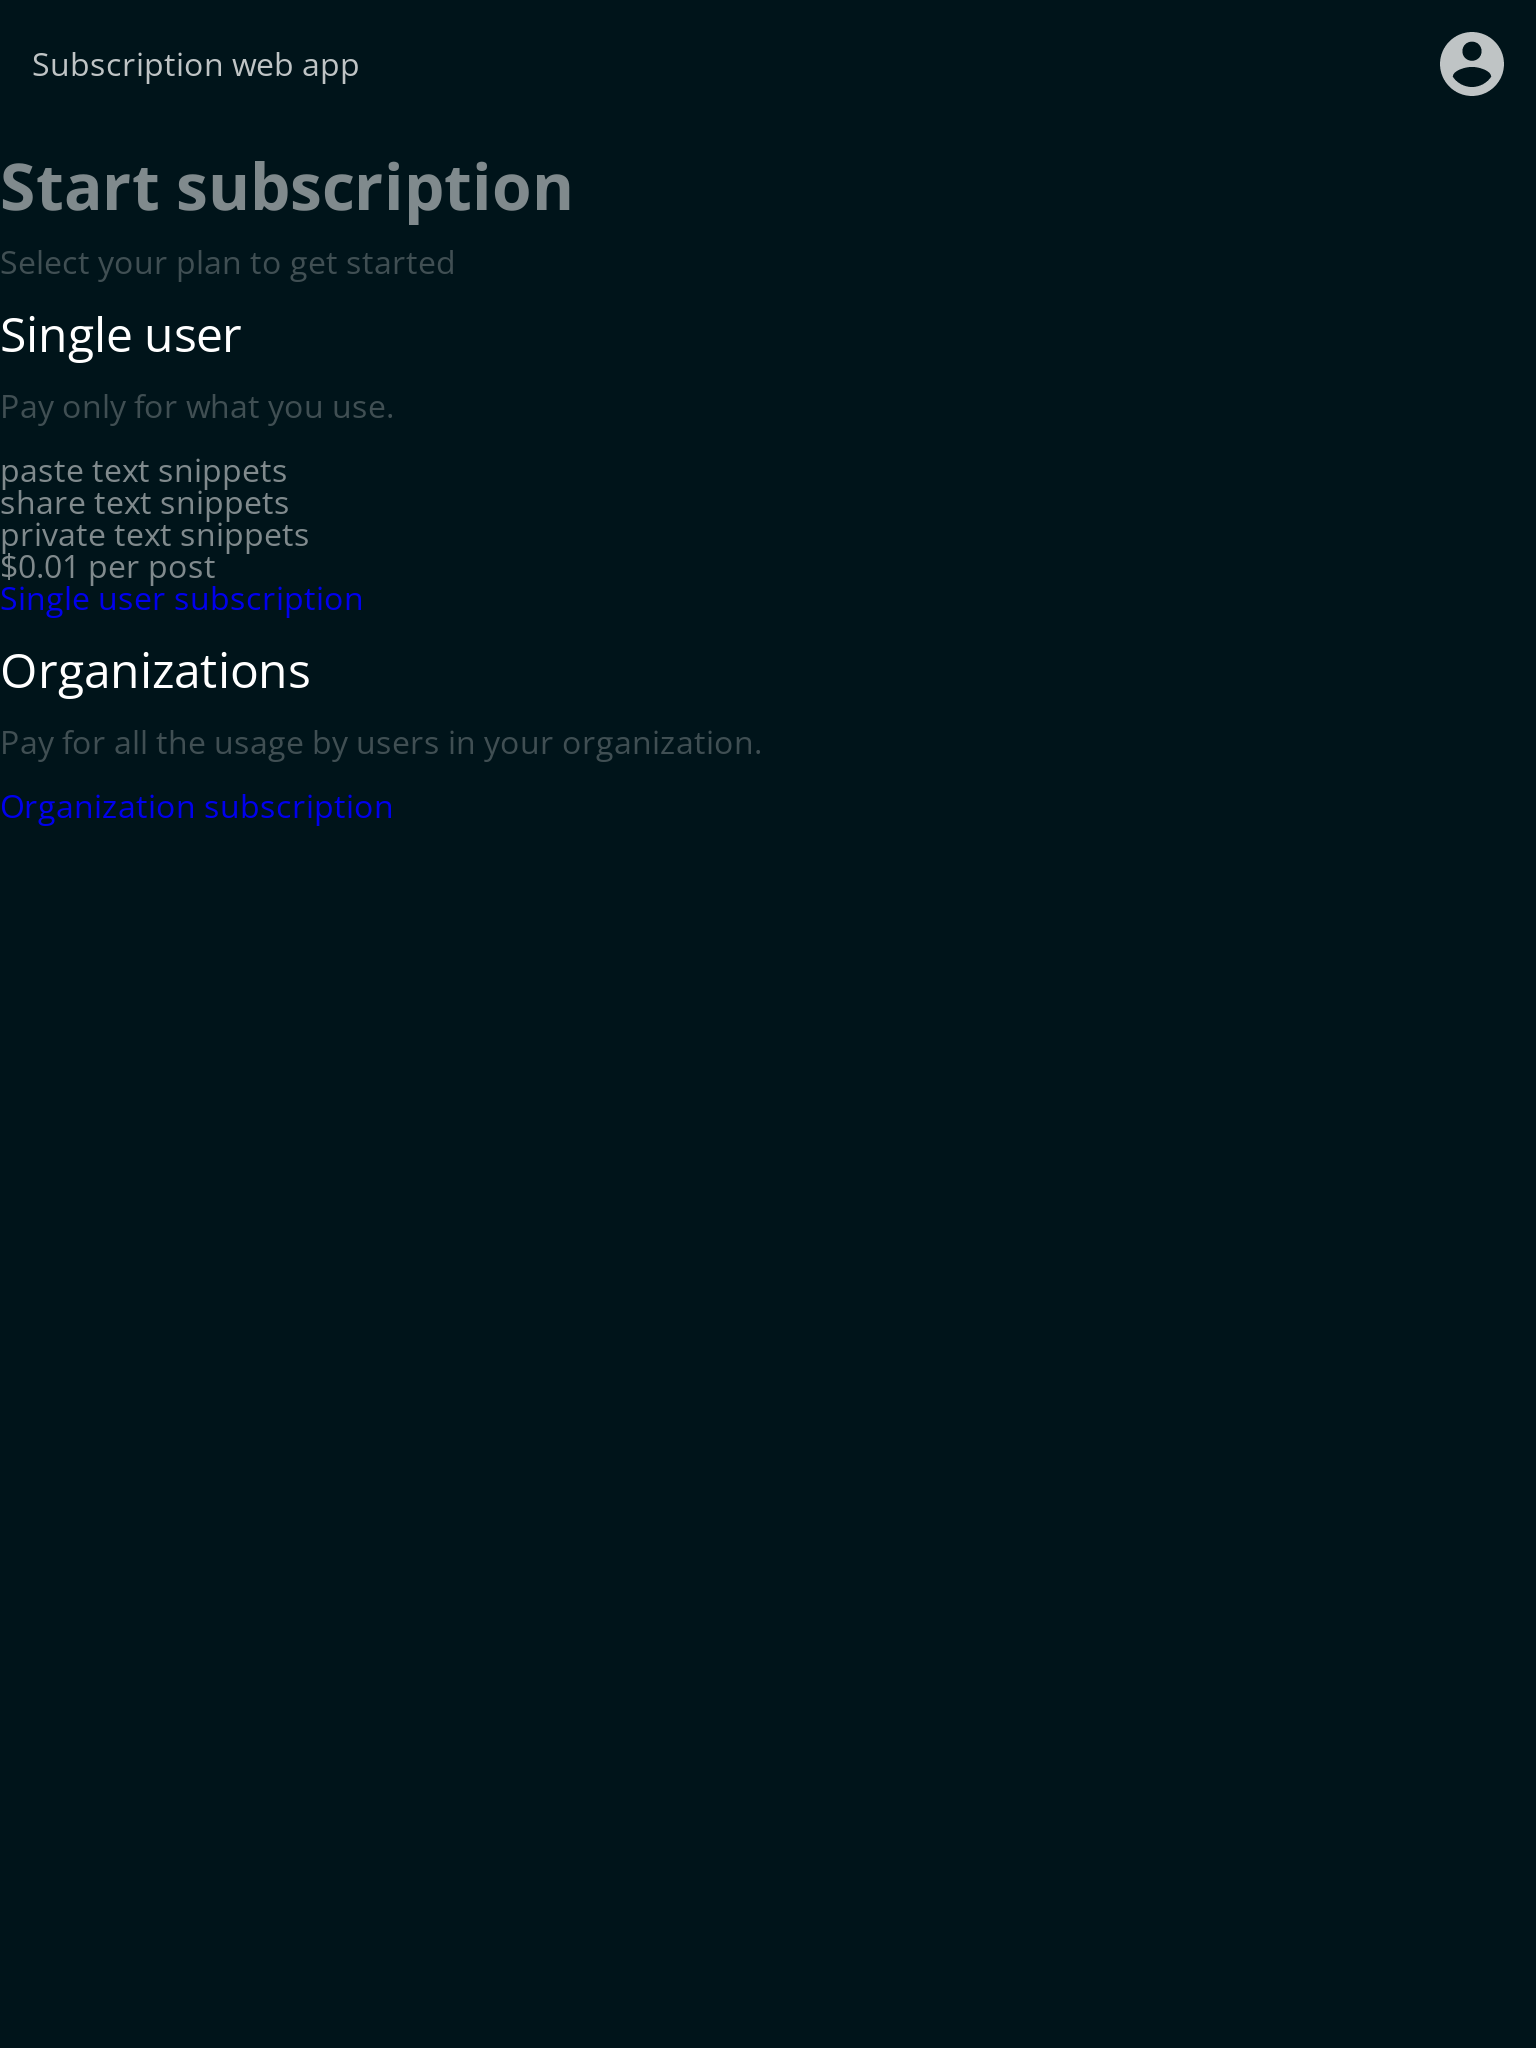 Subscription web app
Start subscription
Select your plan to get started
Single user
Pay only for what you use.
paste text snippets
share text snippets
private text snippets
$0.01 per post
Single user subscription
Organizations
Pay for all the usage by users in your organization.
Organization subscription